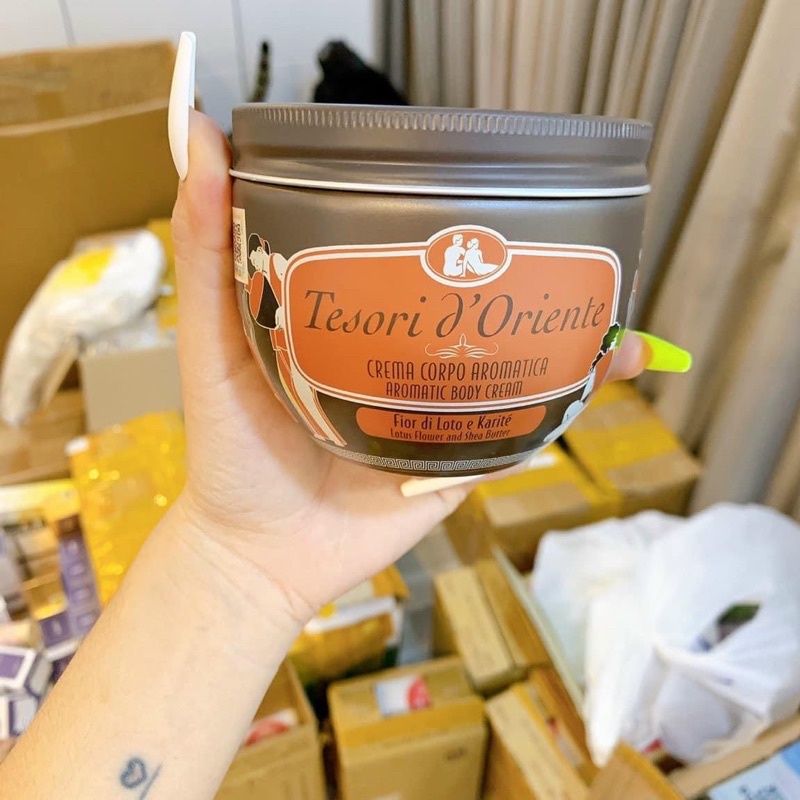 Tesori d'Oriente
CREMA CORPO AROMATICA
AROMATIC BODY CREAM
Fior di Loto e Karité
Lotus Flower and Shea Butter